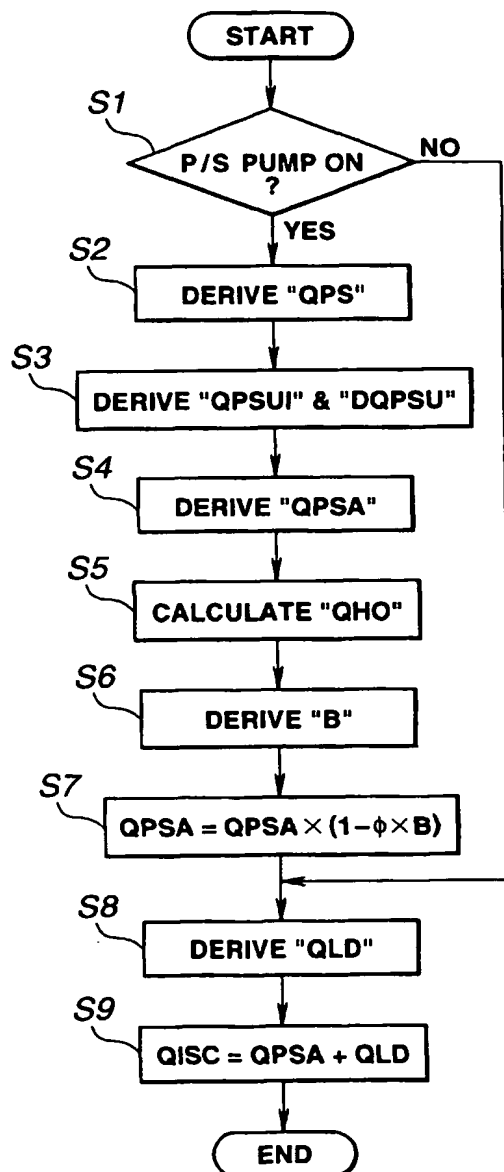 START
S1
P/S PUMP ON
?
NO
YES
S2
DERIVE "QPS"
S3
DERIVE "QPSUI" & "DQPSU"
S4
DERIVE "QPSA"
S5
CALCULATE "QHO"
S6
DERIVE "B"
S7
QPSA = QPSA × (1-ϕ × B)
S8
DERIVE "QLD"
S9
QISC = QPSA + QLD
END